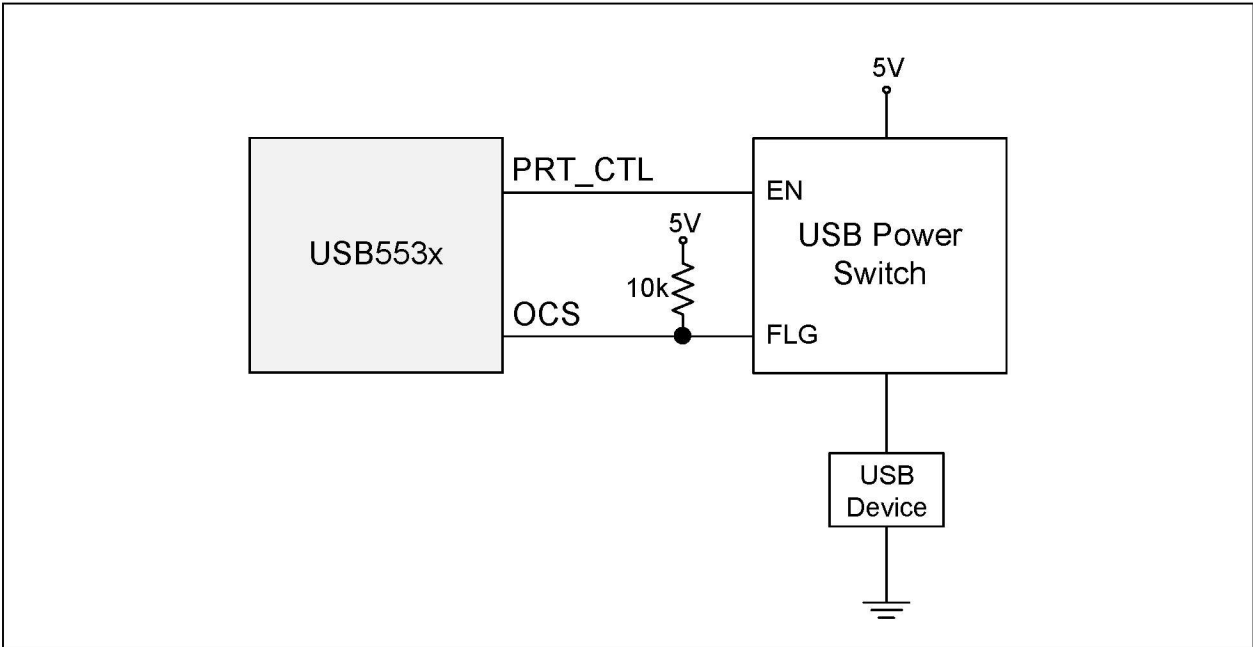 5V
PRT_CTL
EN
5V
USB Power
Switch
USB553x
10k
OCS
FLG
USB
Device